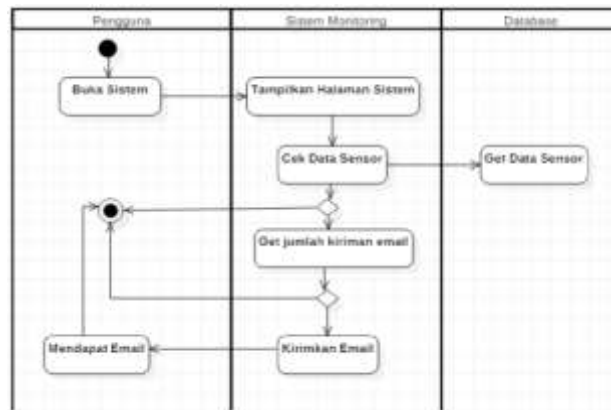 Pengguna
Sistem Monitoring
Database
Buka Sistem
Tampilkan Halaman Sistem
Cek Data Sensor
Get Data Sensor
Get jumlah kiriman email
Mendapat Email
Kirimkan Email